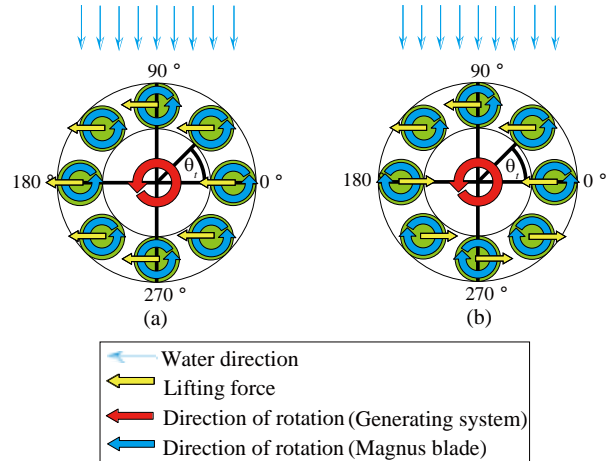 90 °
90 °
180 °
θt
0 °
180 °
θt
0 °
270 °
270 °
(a)
(b)
Water direction
Lifting force
Direction of rotation (Generating system)
Direction of rotation (Magnus blade)